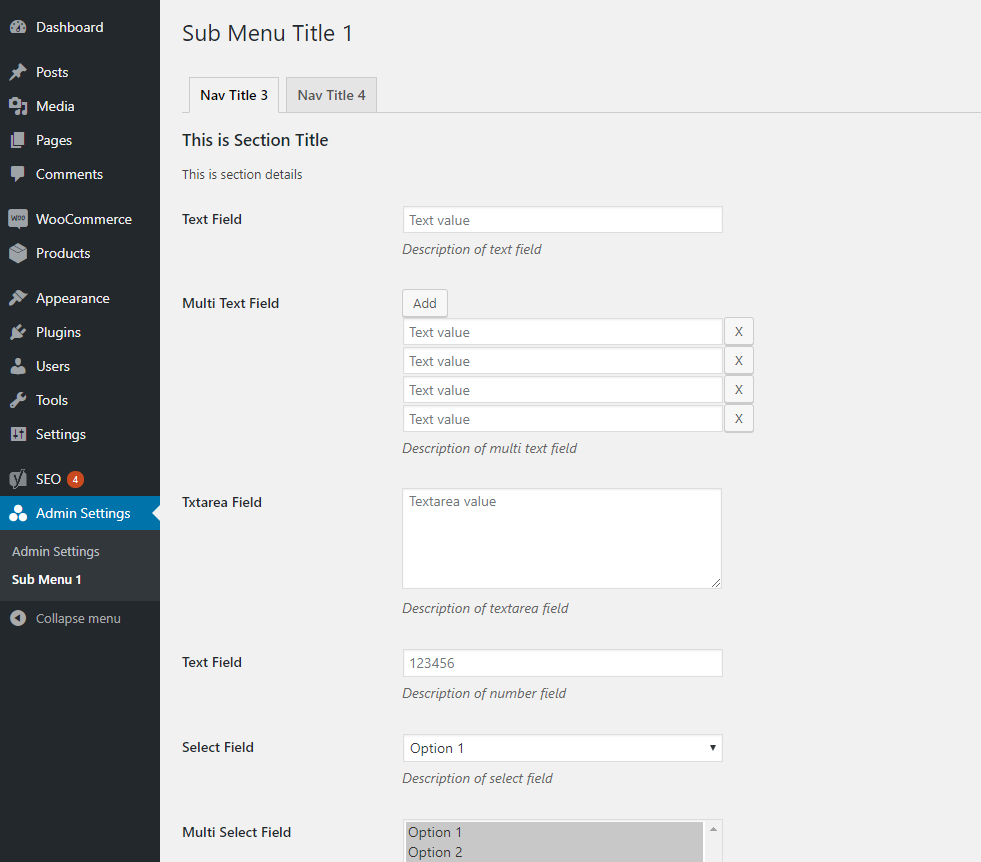 Dashboard
Posts
Media
Pages
Comments
WOO WooCommerce
Products
Appearance
Plugins
Users
Tools
Settings
SEO 4
Admin Settings
Admin Settings
Sub Menu 1
Collapse menu
Sub Menu Title 1
Nav Title 3 Nav Title 4
This is Section Title
This is section details
Text Field Text value
Description of text field
Multi Text Field Add
Text value X
Text value X
Text value X
Text value X
Description of multi text field
Txtarea Field Textarea value
Description of textarea field
Text Field 123456
Description of number field
Select Field Option 1
Description of select field
Multi Select Field Option 1
Option 2